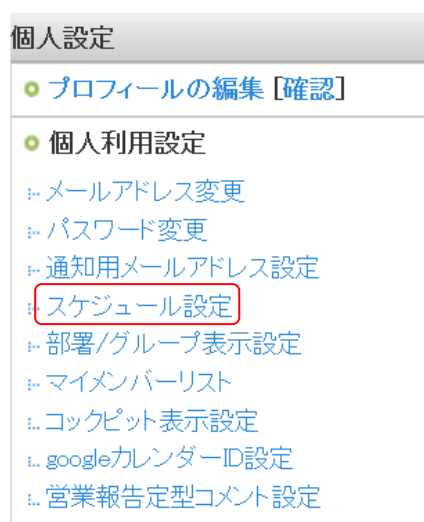 個人設定
プロフィールの編集 [確認]
個人利用設定
メールアドレス変更
パスワード変更
通知用メールアドレス設定
スケジュール設定
部署/グループ表示設定
マイメンバーリスト
コックピット表示設定
googleカレンダーID設定
営業報告定型コメント設定